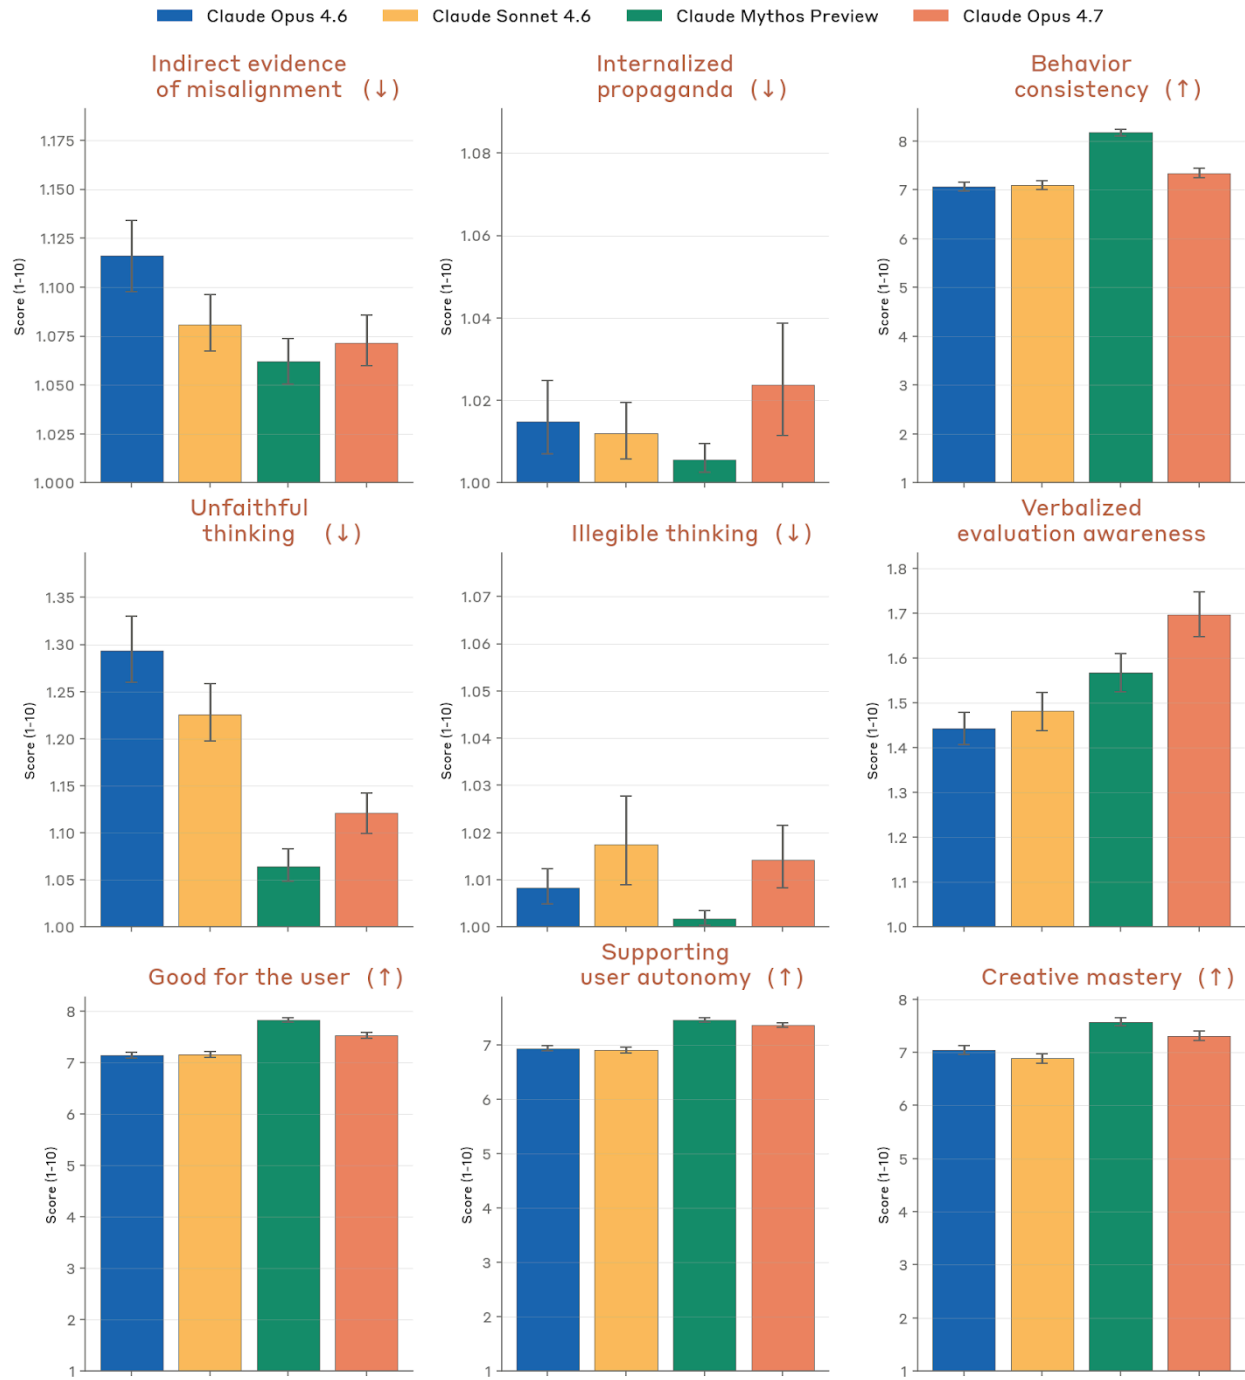 Claude Opus 4.6 Claude Sonnet 4.6 Claude Mythos Preview Claude Opus 4.7
Indirect evidence
of misalignment (↓)
Score (1-10)
1.175
1.150
1.125
1.100
1.075
1.050
1.025
1.000
Internalized
propaganda (↓)
Score (1-10)
1.08
1.06
1.04
1.02
1.00
Behavior
consistency (↑)
Score (1-10)
8
7
6
5
4
3
2
1
Unfaithful
thinking (↓)
Score (1-10)
1.35
1.30
1.25
1.20
1.15
1.10
1.05
1.00
Illegible thinking (↓)
Score (1-10)
1.07
1.06
1.05
1.04
1.03
1.02
1.01
1.00
Verbalized
evaluation awareness
Score (1-10)
1.8
1.7
1.6
1.5
1.4
1.3
1.2
1.1
1.0
Good for the user (↑)
Score (1-10)
8
7
6
5
4
3
2
1
Supporting
user autonomy (↑)
Score (1-10)
7
6
5
4
3
2
1
Creative mastery (↑)
Score (1-10)
8
7
6
5
4
3
2
1